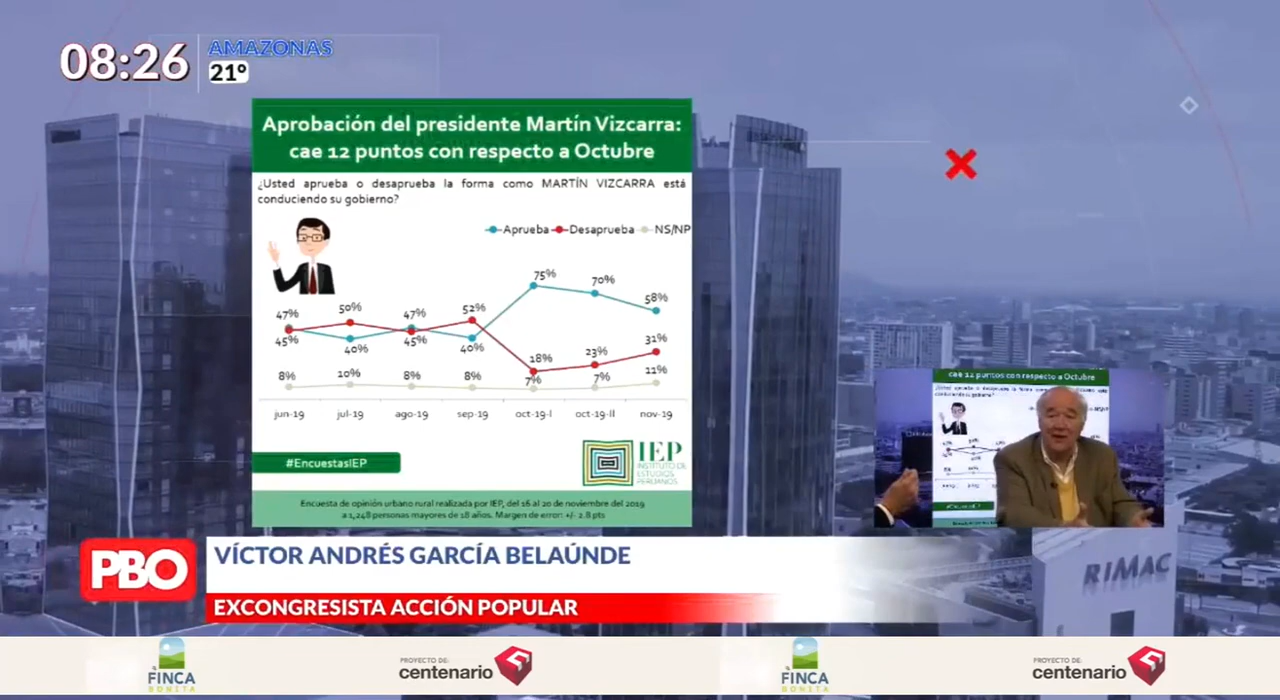 08:26
AMAZONAS
21°
Aprobación del presidente Martín Vizcarra:
cae 12 puntos con respecto a Octubre
¿Usted aprueba o desaprueba la forma como MARTÍN VIZCARRA está
conduciendo su gobierno?
Aprueba Desaprueba NS/NP
75% 70% 58%
47% 50% 47% 52%
45% 40% 45% 40%
18% 23% 31%
8% 10% 8% 8% 7% 7% 11%
jun-19 jul-19 ago-19 sep-19 oct-19-I oct-19-II nov-19
#EncuestasIEP
IEP
INSTITUTO DE
ESTUDIOS
PERUANOS
Encuesta de opinión urbano rural realizada por IEP, del 16 al 20 de noviembre del 2019
a 1,248 personas mayores de 18 años. Margen de error: +/- 2.8 pts
cae 12 puntos con respecto a Octubre
RIMAC
PBO
VÍCTOR ANDRÉS GARCÍA BELAÚNDE
EXCONGRESISTA ACCIÓN POPULAR
FINCA
BONITA
PROYECTO DE:
centenario
FINCA
BONITA
PROYECTO DE:
centenario